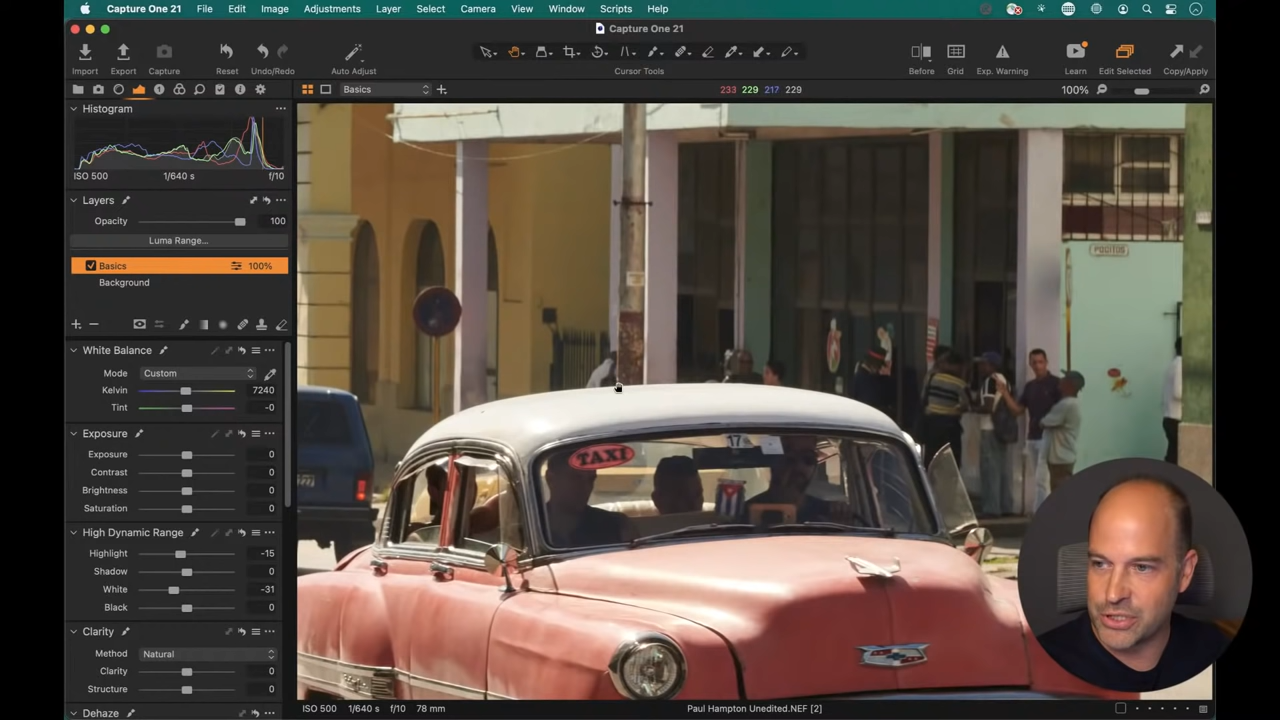 Capture One 21 File Edit Image Adjustments Layer Select Camera View Window Scripts Help
Capture One 21
Import Export Capture Reset Undo/Redo Auto Adjust Cursor Tools Before Grid Exp. Warning Learn Edit Selected Copy/Apply
Basics
233 229 217 229
100%
Histogram
ISO 500 1/640 s f/10
Layers
Opacity 100
Luma Range...
Basics 100%
Background
White Balance
Mode Custom
Kelvin 7240
Tint -0
Exposure
Exposure 0
Contrast 0
Brightness 0
Saturation 0
High Dynamic Range
Highlight -15
Shadow 0
White -31
Black 0
Clarity
Method Natural
Clarity 0
Structure 0
Dehaze
POCITOS
17
TAXI
ISO 500 1/640 s f/10 78 mm Paul Hampton Unedited.NEF [2]